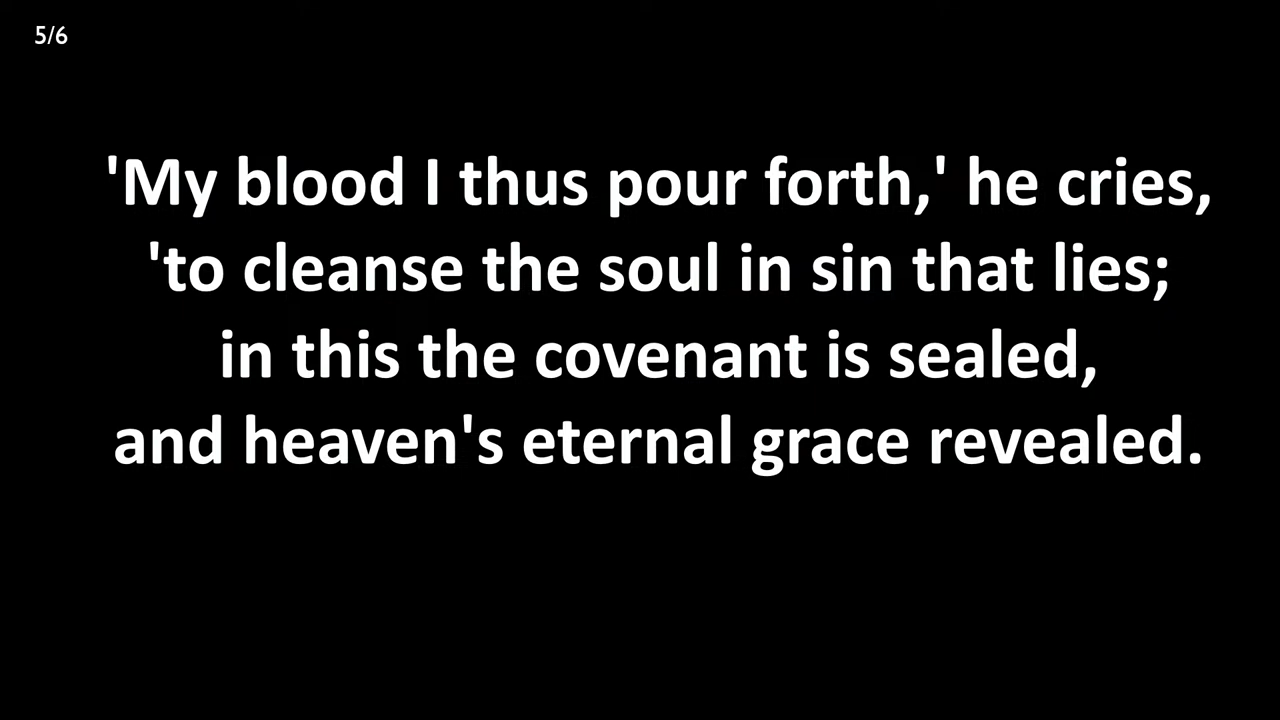 5/6
'My blood I thus pour forth,' he cries,
'to cleanse the soul in sin that lies;
in this the covenant is sealed,
and heaven's eternal grace revealed.